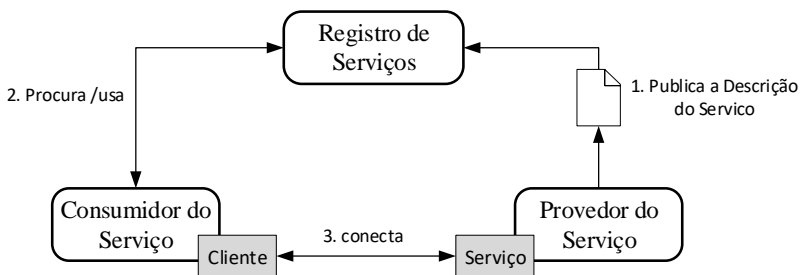 Registro de
Serviços
2. Procura /usa
1. Publica a Descrição
do Servico
Consumidor do
Serviço
Cliente
3. conecta
Serviço
Provedor do
Serviço